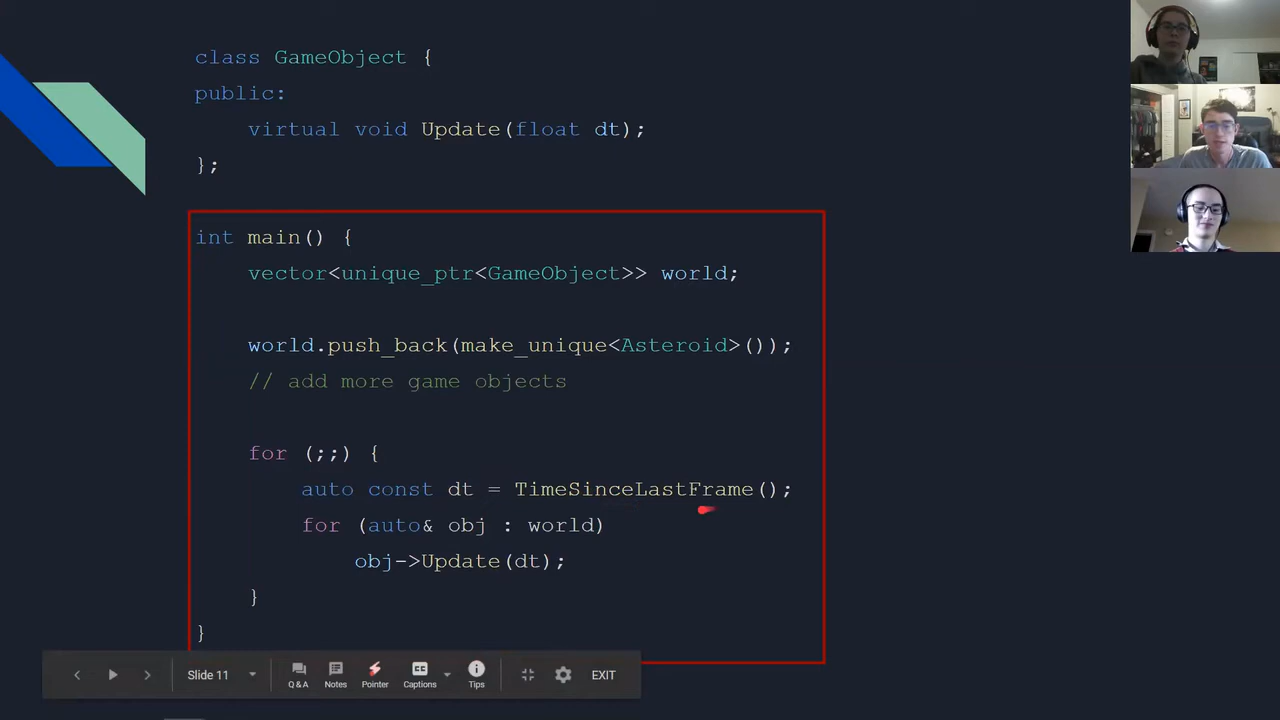 class GameObject {
public:
virtual void Update(float dt);
};
int main() {
vector<unique_ptr<GameObject>> world;
world.push_back(make_unique<Asteroid>());
// add more game objects
for (;;) {
auto const dt = TimeSinceLastFrame();
for (auto& obj : world)
obj->Update(dt);
}
}
Slide 11
Q & A
Notes
Pointer
Captions
Tips
EXIT